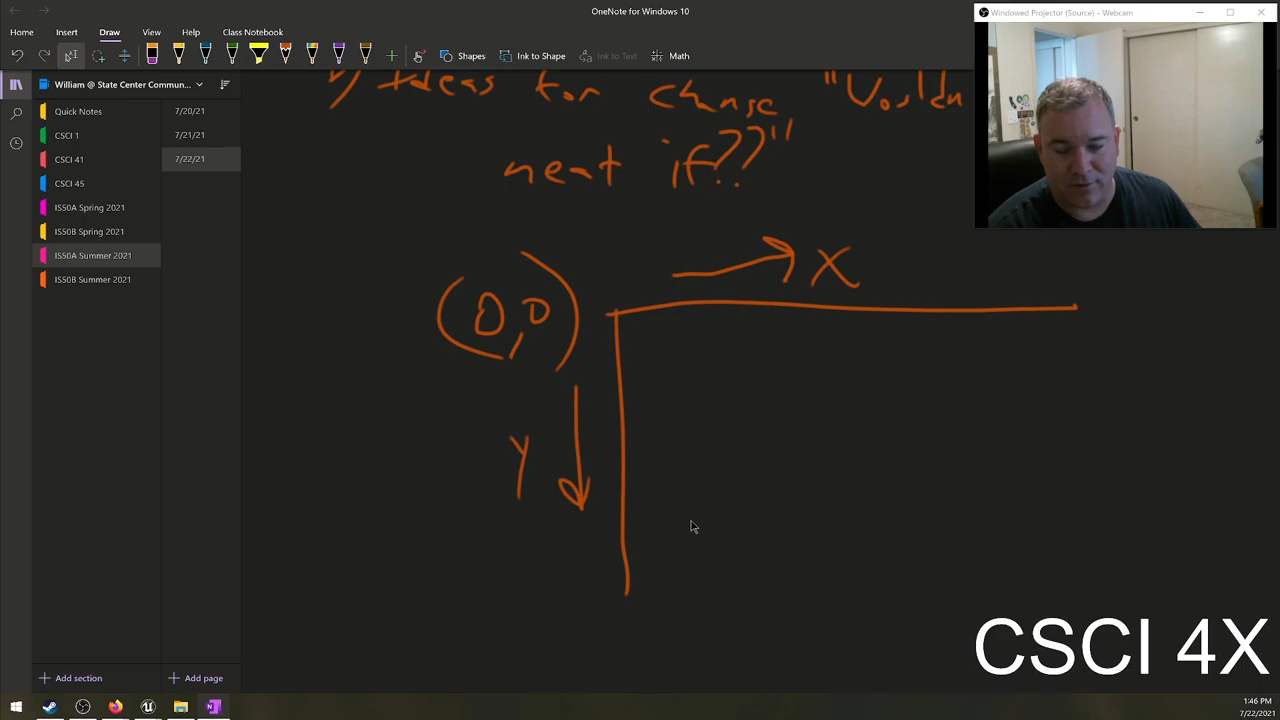 OneNote for Windows 10
Windowed Projector (Source) - Webcam
Home Insert Draw View Help Class Notebook
Shapes Ink to Shape Ink to Text Math
William @ State Center Commun...
Quick Notes
CSCI 1
CSCI 41
CSCI 45
IS50A Spring 2021
IS50B Spring 2021
IS50A Summer 2021
IS50B Summer 2021
7/20/21
7/21/21
7/22/21
Ideas for change
neat if??"
X
(0,0)
Y
CSCI 4X
Add section
Add page
1:46 PM
7/22/2021